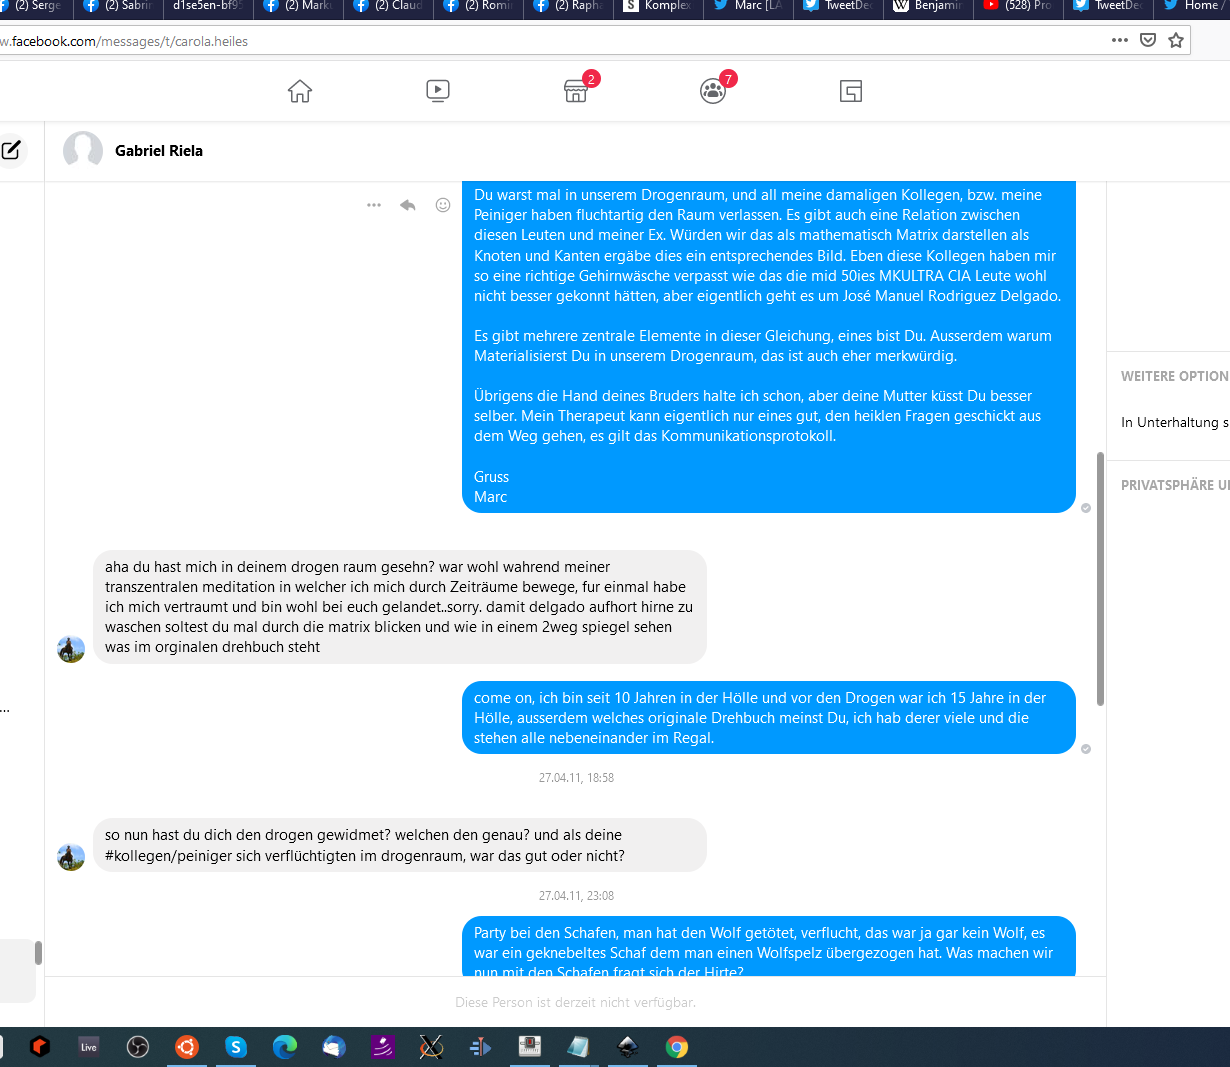 (2) Serge
(2) Sabrin
d1se5en-bf95
(2) Marku
(2) Claud
(2) Romin
(2) Rapha
Komplex
Marc [LA
TweetDec
Benjamin
(528) Pro
TweetDec
Home /
w.facebook.com/messages/t/carola.heiles
2
7
Gabriel Riela
Du warst mal in unserem Drogenraum, und all meine damaligen Kollegen, bzw. meine
Peiniger haben fluchtartig den Raum verlassen. Es gibt auch eine Relation zwischen
diesen Leuten und meiner Ex. Würden wir das als mathematisch Matrix darstellen als
Knoten und Kanten ergäbe dies ein entsprechendes Bild. Eben diese Kollegen haben mir
so eine richtige Gehirnwäsche verpasst wie das die mid 50ies MKULTRA CIA Leute wohl
nicht besser gekonnt hätten, aber eigentlich geht es um José Manuel Rodriguez Delgado.
Es gibt mehrere zentrale Elemente in dieser Gleichung, eines bist Du. Ausserdem warum
Materialisierst Du in unserem Drogenraum, das ist auch eher merkwürdig.
Übrigens die Hand deines Bruders halte ich schon, aber deine Mutter küsst Du besser
selber. Mein Therapeut kann eigentlich nur eines gut, den heiklen Fragen geschickt aus
dem Weg gehen, es gilt das Kommunikationsprotokoll.
Gruss
Marc
aha du hast mich in deinem drogen raum gesehn? war wohl wahrend meiner
transzentralen meditation in welcher ich mich durch Zeiträume bewege, fur einmal habe
ich mich vertraumt und bin wohl bei euch gelandet..sorry. damit delgado aufhort hirne zu
waschen soltest du mal durch die matrix blicken und wie in einem 2weg spiegel sehen
was im orginalen drehbuch steht
come on, ich bin seit 10 Jahren in der Hölle und vor den Drogen war ich 15 Jahre in der
Hölle, ausserdem welches originale Drehbuch meinst Du, ich hab derer viele und die
stehen alle nebeneinander im Regal.
27.04.11, 18:58
so nun hast du dich den drogen gewidmet? welchen den genau? und als deine
#kollegen/peiniger sich verflüchtigten im drogenraum, war das gut oder nicht?
27.04.11, 23:08
Party bei den Schafen, man hat den Wolf getötet, verflucht, das war ja gar kein Wolf, es
war ein geknebeltes Schaf dem man einen Wolfspelz übergezogen hat. Was machen wir
nun mit den Schafen fragt sich der Hirte?
Diese Person ist derzeit nicht verfügbar.
WEITERE OPTION
In Unterhaltung s
PRIVATSPHÄRE U
...
Live